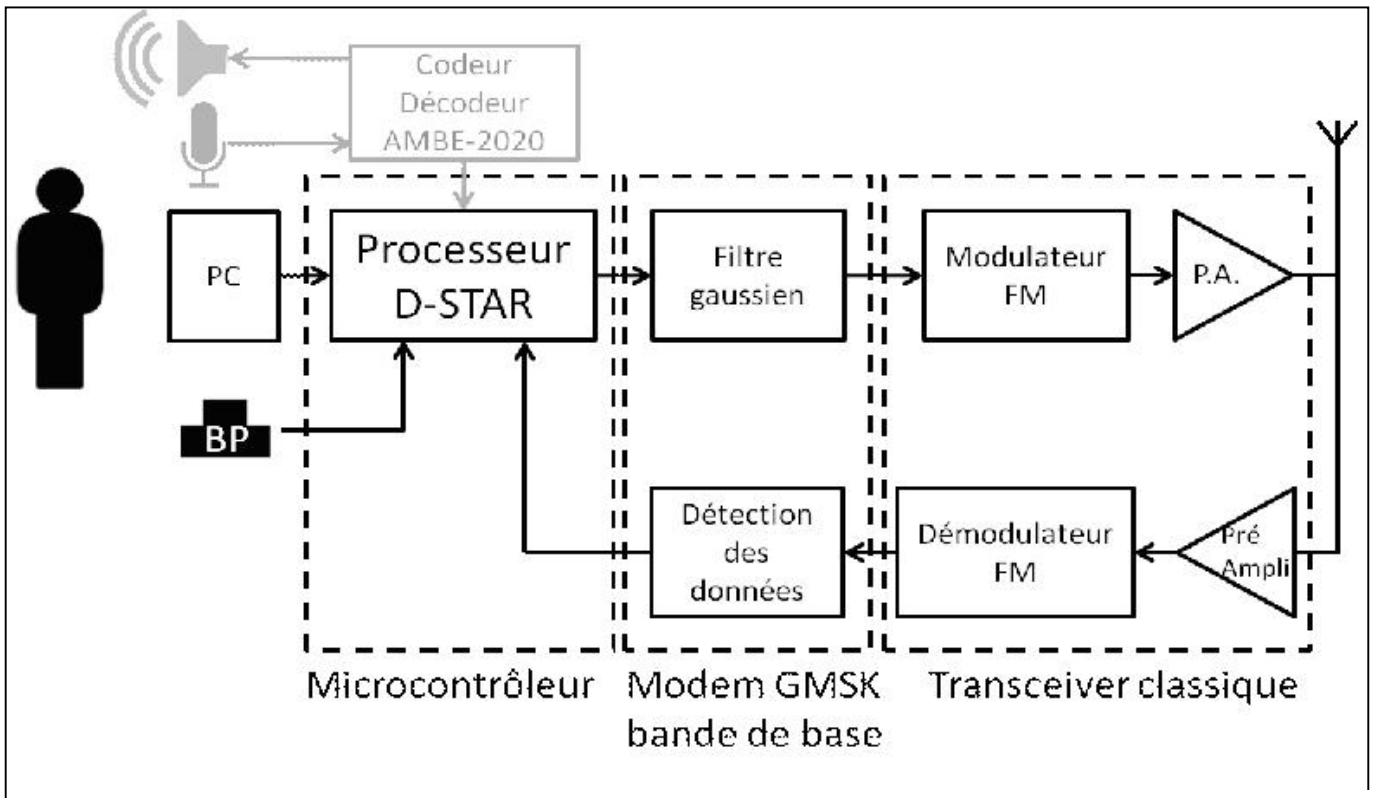 Codeur
Décodeur
AMBE-2020
PC
Processeur
D-STAR
Filtre
gaussien
Modulateur
FM
P.A.
BP
Détection
des
données
Démodulateur
FM
Pré
Ampli
Microcontrôleur
Modem GMSK
bande de base
Transceiver classique